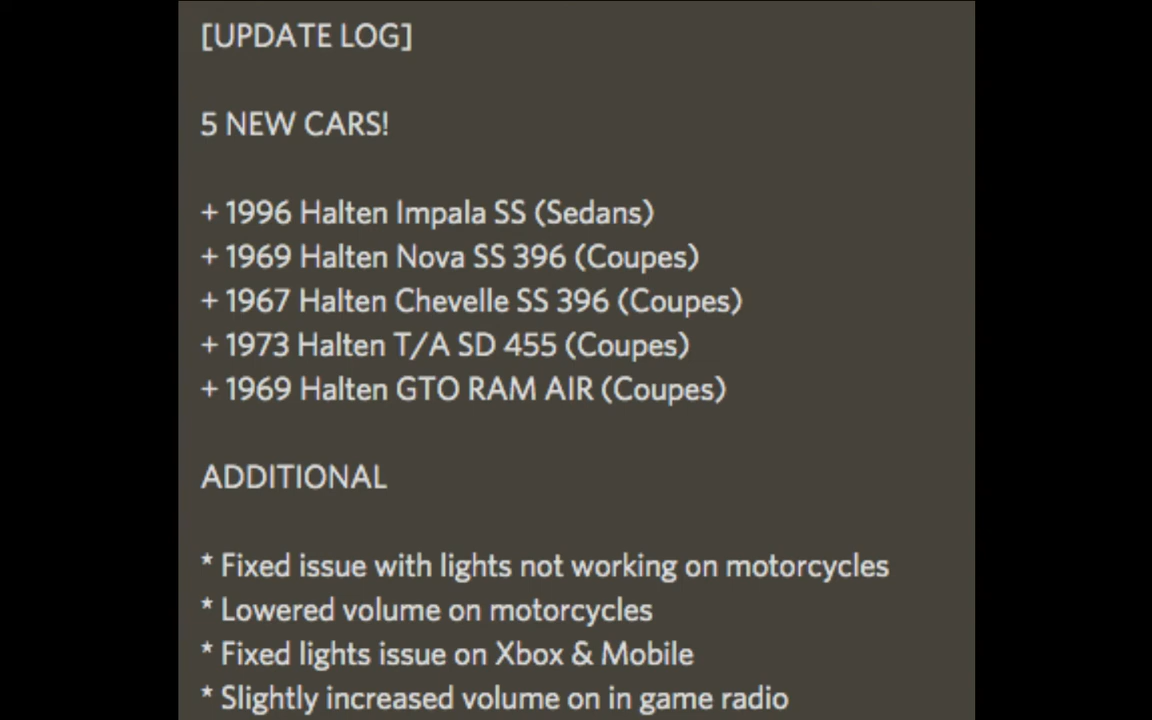 [UPDATE LOG]
5 NEW CARS!
+ 1996 Halten Impala SS (Sedans)
+ 1969 Halten Nova SS 396 (Coupes)
+ 1967 Halten Chevelle SS 396 (Coupes)
+ 1973 Halten T/A SD 455 (Coupes)
+ 1969 Halten GTO RAM AIR (Coupes)
ADDITIONAL
* Fixed issue with lights not working on motorcycles
* Lowered volume on motorcycles
* Fixed lights issue on Xbox & Mobile
* Slightly increased volume on in game radio